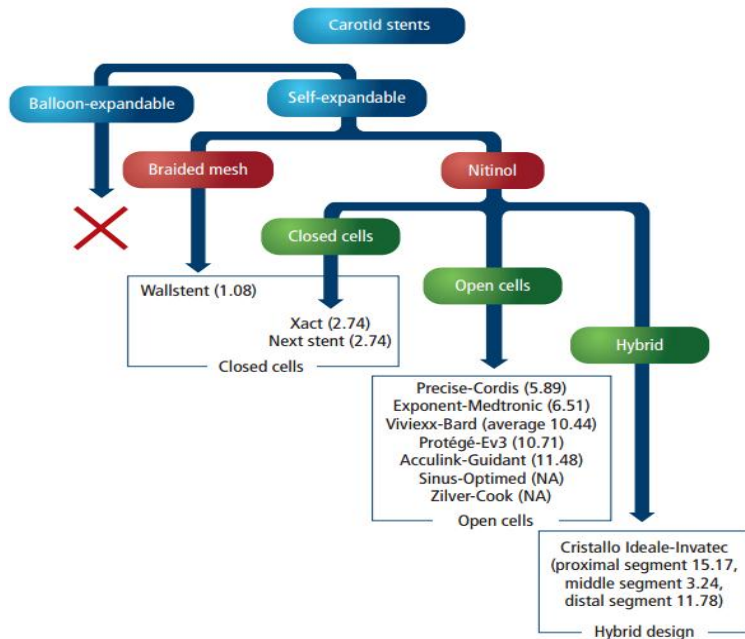 Carotid stents
Balloon-expandable
Self-expandable
Braided mesh
Nitinol
Closed cells
Open cells
Hybrid
Wallstent (1.08)
Xact (2.74)
Next stent (2.74)
Closed cells
Precise-Cordis (5.89)
Exponent-Medtronic (6.51)
Viviexx-Bard (average 10.44)
Protégé-Ev3 (10.71)
Acculink-Guidant (11.48)
Sinus-Optimed (NA)
Zilver-Cook (NA)
Open cells
Cristallo Ideale-Invatec
(proximal segment 15.17,
middle segment 3.24,
distal segment 11.78)
Hybrid design